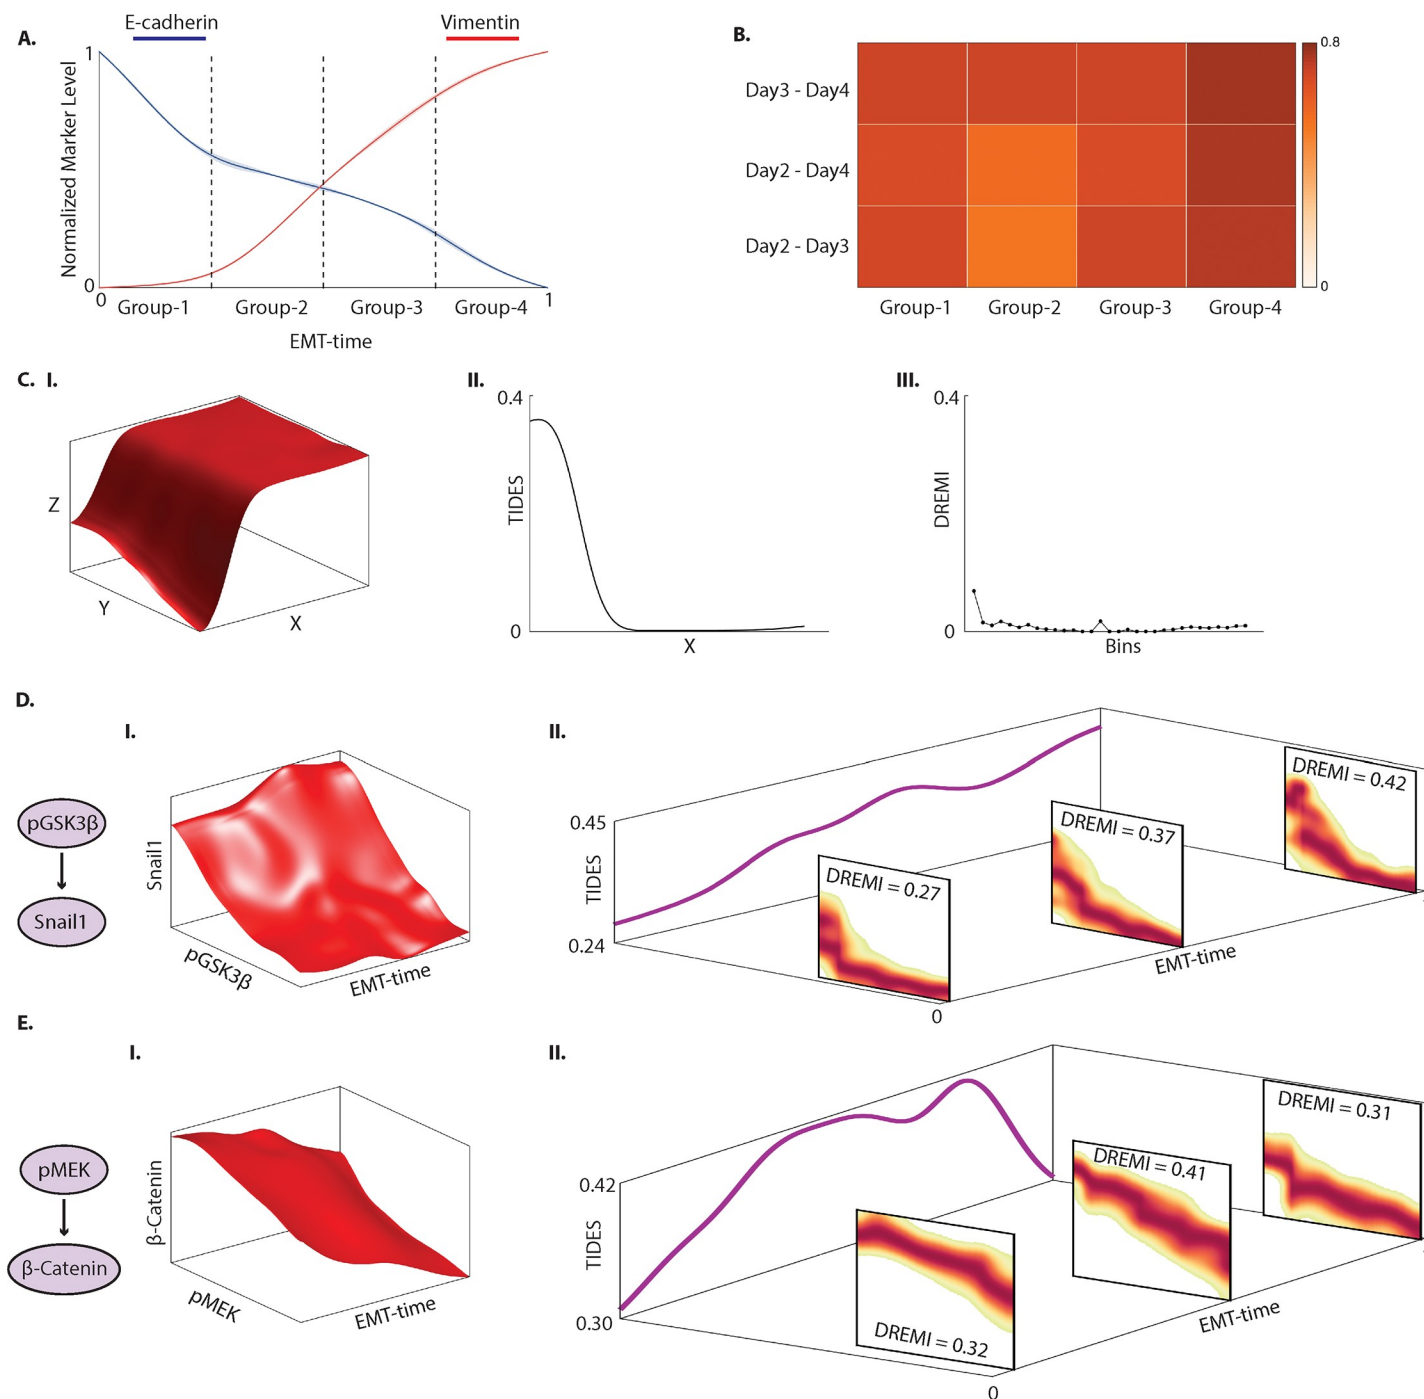 A.
E-cadherin
Vimentin
1
Normalized Marker Level
0
0
Group-1
Group-2
Group-3
Group-4
1
EMT-time
B.
Day3 - Day4
Day2 - Day4
Day2 - Day3
0.8
0
Group-1
Group-2
Group-3
Group-4
C.
I.
Z
Y
X
II.
0.4
TIDES
0
X
III.
0.4
DREMI
0
Bins
D.
pGSK3β
Snail1
I.
Snail1
pGSK3β
EMT-time
II.
0.45
TIDES
0.24
DREMI = 0.27
DREMI = 0.37
DREMI = 0.42
EMT-time
0
E.
pMEK
β-Catenin
I.
β-Catenin
pMEK
EMT-time
II.
0.42
TIDES
0.30
DREMI = 0.32
DREMI = 0.41
DREMI = 0.31
EMT-time
0